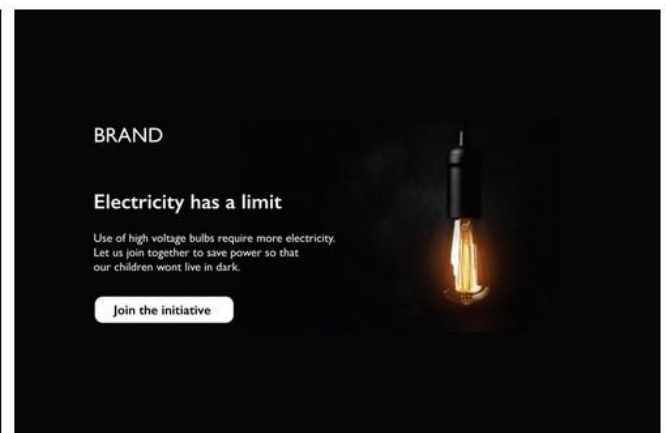 BRAND
Electricity has a limit
Use of high voltage bulbs require more electricity.
Let us join together to save power so that
our children wont live in dark.
Join the initiative